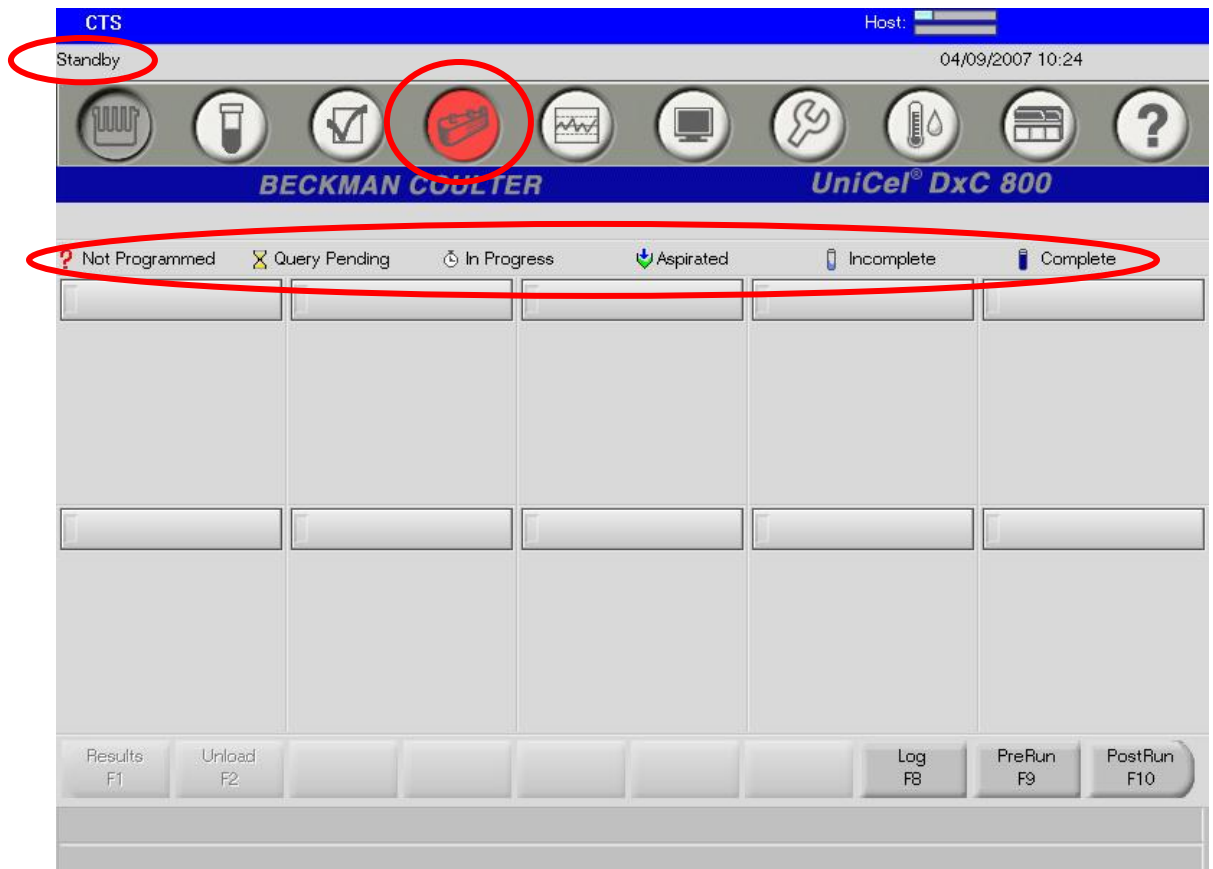 CTS Host:
Standby 04/09/2007 10:24
?
BECKMAN COULTER UniCel® DxC 800
? Not Programmed Query Pending In Progress Aspirated Incomplete Complete
Results Unload Log PreRun PostRun
F1 F2 F8 F9 F10